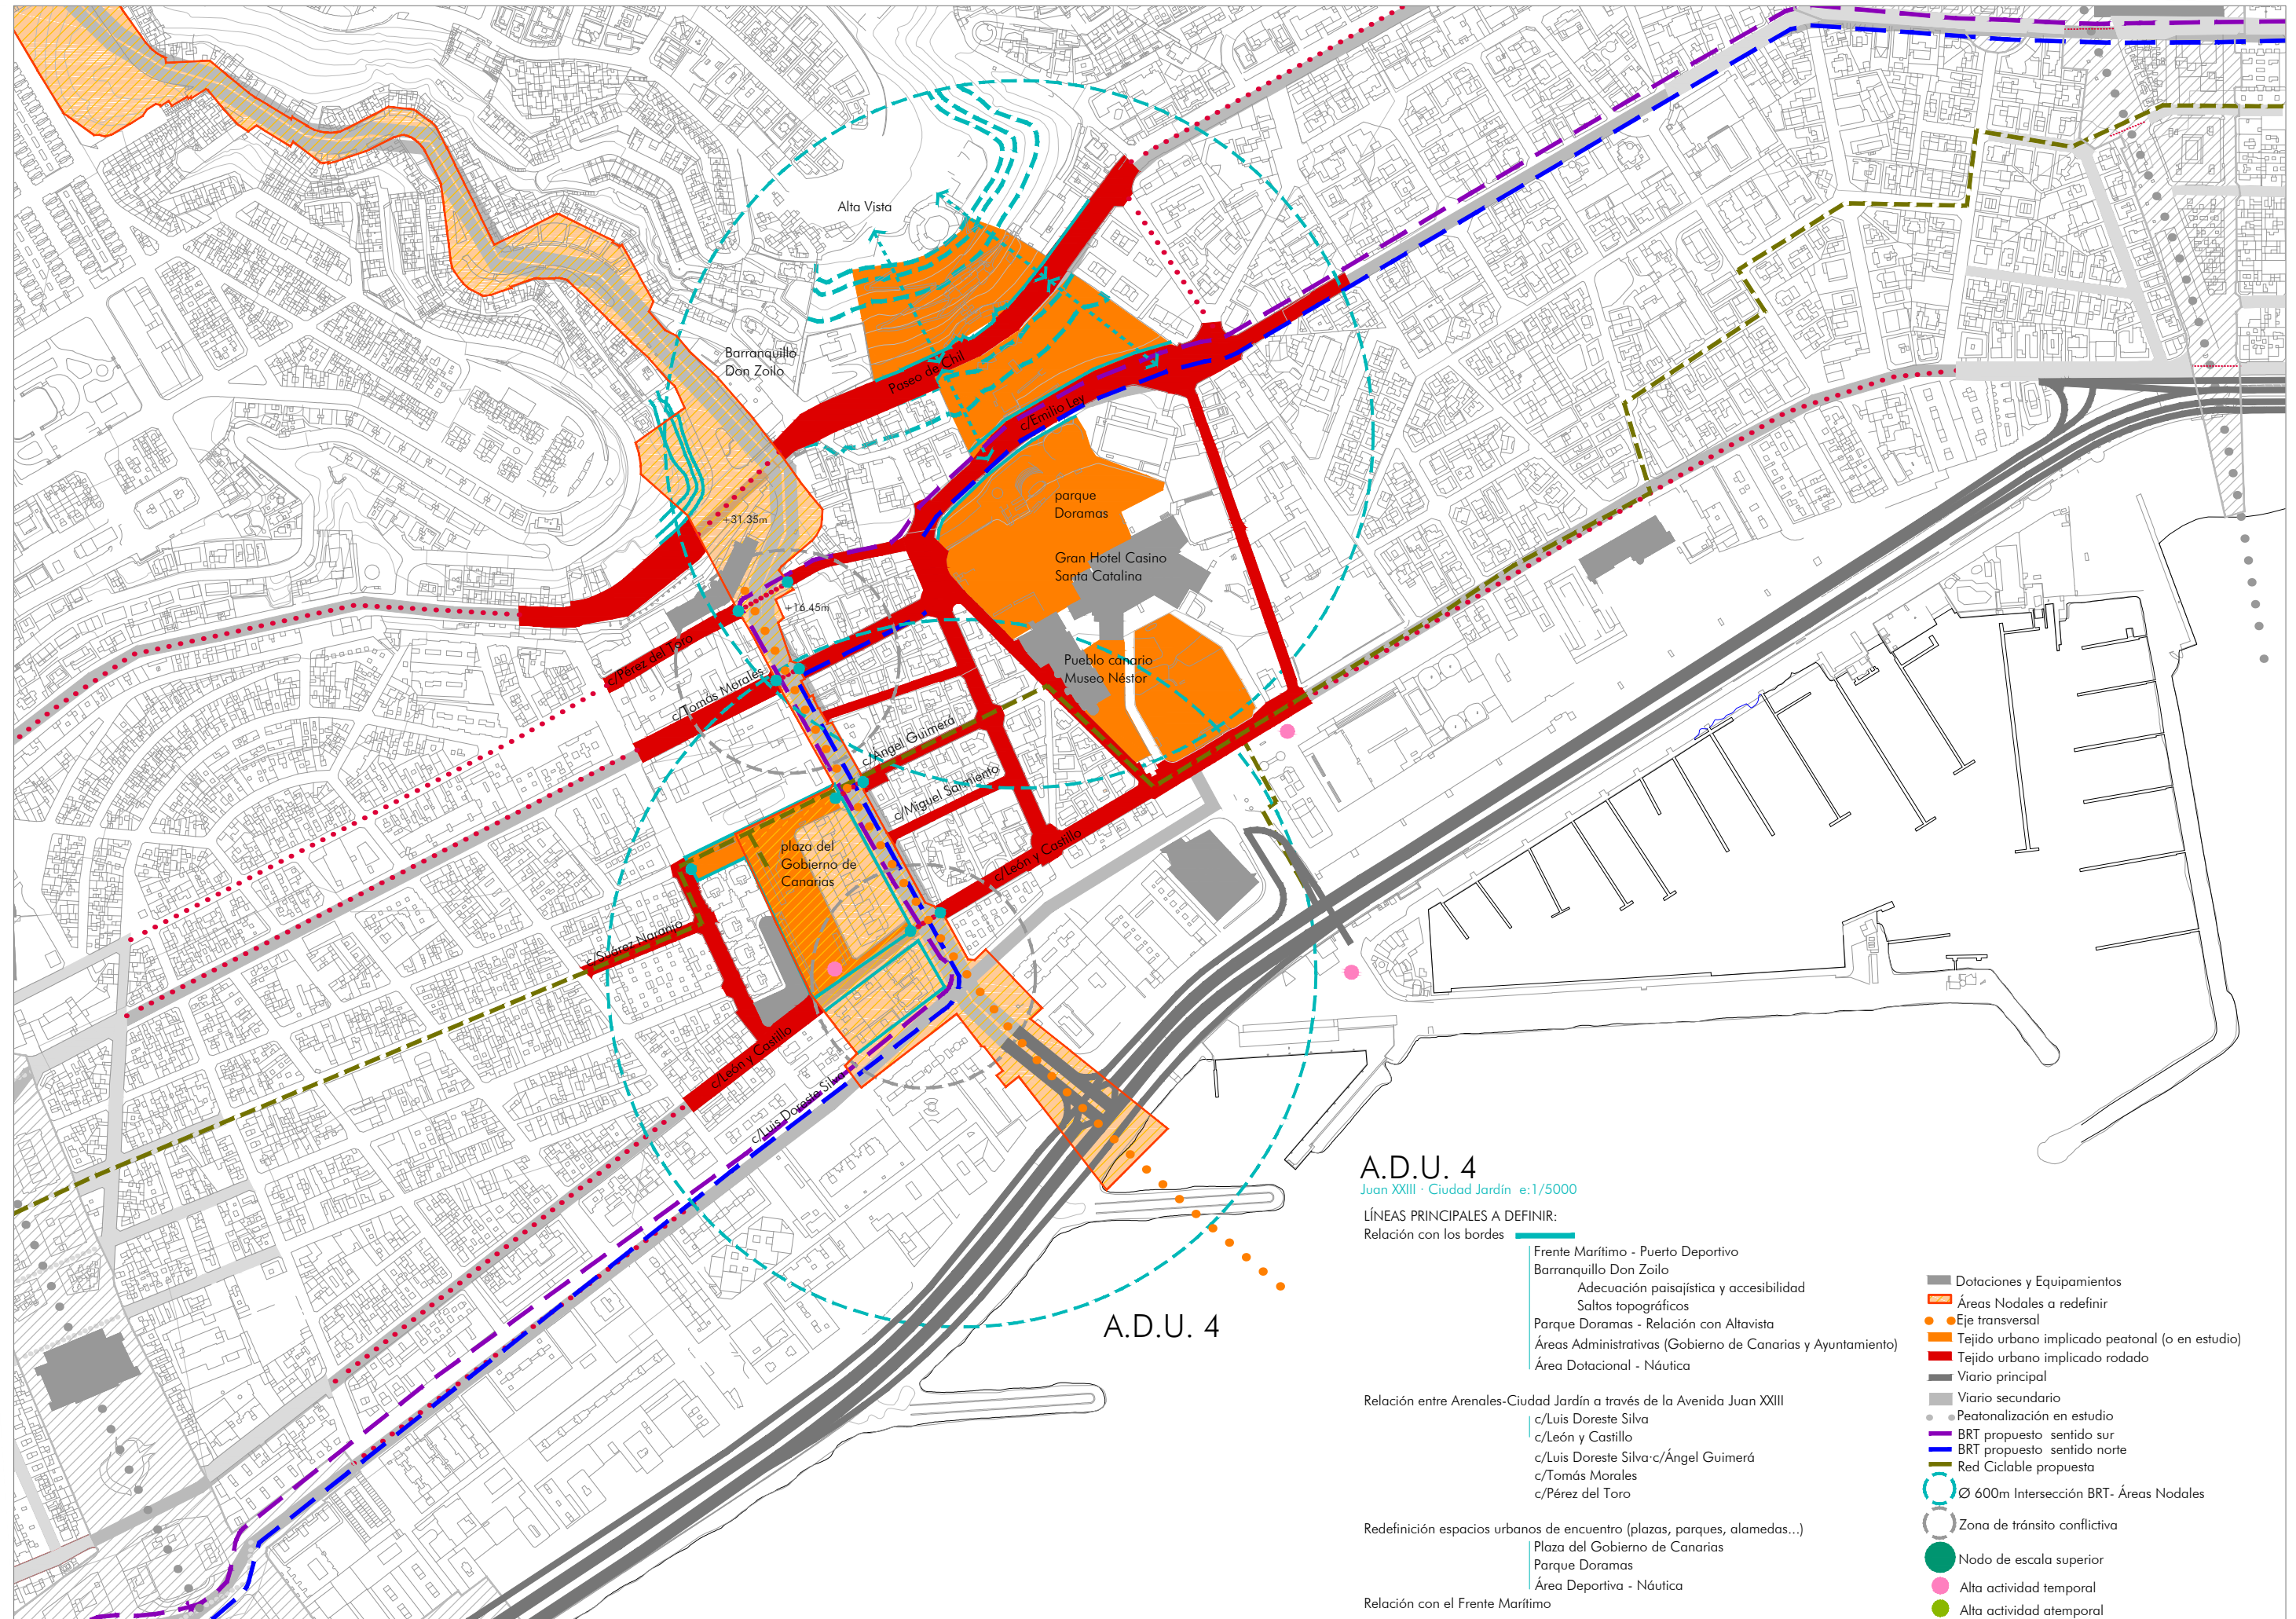 Alta Vista
Barranquillo
Don Zoilo
Paseo de Chil
c/Emilio Ley
parque
Doramas
+31.35m
Gran Hotel Casino
Santa Catalina
+16.45m
c/Pérez del Toro
Pueblo canario
Museo Néstor
c/Tomás Morales
c/Ángel Guimerá
c/Miguel Sarmiento
plaza del
Gobierno de
Canarias
c/León y Castillo
c/Suárez Naranjo
c/León y Castillo
c/Luis Doreste Silva
A.D.U. 4
A.D.U. 4
Juan XXIII · Ciudad Jardín e:1/5000
LÍNEAS PRINCIPALES A DEFINIR:
Relación con los bordes
Frente Marítimo - Puerto Deportivo
Barranquillo Don Zoilo
Adecuación paisajística y accesibilidad
Saltos topográficos
Parque Doramas - Relación con Altavista
Áreas Administrativas (Gobierno de Canarias y Ayuntamiento)
Área Dotacional - Náutica
Relación entre Arenales-Ciudad Jardín a través de la Avenida Juan XXIII
c/Luis Doreste Silva
c/León y Castillo
c/Luis Doreste Silva·c/Ángel Guimerá
c/Tomás Morales
c/Pérez del Toro
Redefinición espacios urbanos de encuentro (plazas, parques, alamedas...)
Plaza del Gobierno de Canarias
Parque Doramas
Área Deportiva - Náutica
Relación con el Frente Marítimo
Dotaciones y Equipamientos
Áreas Nodales a redefinir
Eje transversal
Tejido urbano implicado peatonal (o en estudio)
Tejido urbano implicado rodado
Viario principal
Viario secundario
Peatonalización en estudio
BRT propuesto sentido sur
BRT propuesto sentido norte
Red Ciclable propuesta
Ø 600m Intersección BRT- Áreas Nodales
Zona de tránsito conflictiva
Nodo de escala superior
Alta actividad temporal
Alta actividad atemporal